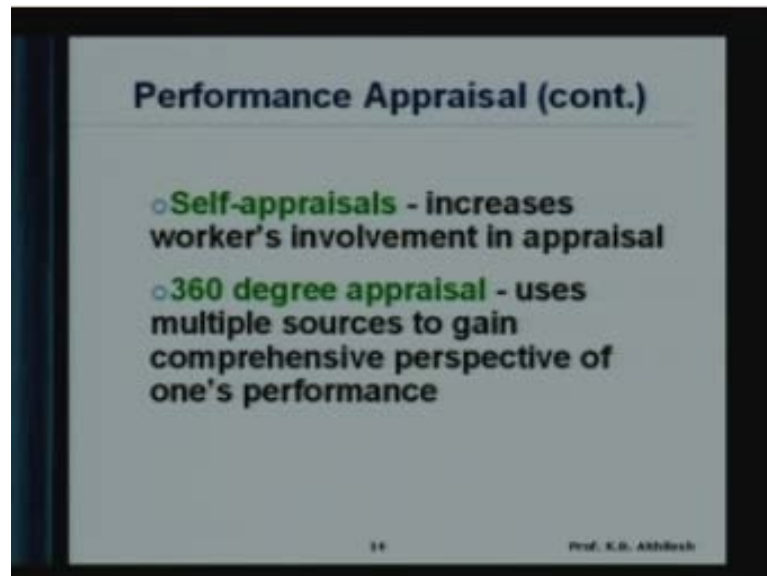 Performance Appraisal (cont.)
Self-appraisals - increases
worker's involvement in appraisal
360 degree appraisal - uses
multiple sources to gain
comprehensive perspective of
one's performance
Prof. K.B. Akhilesh